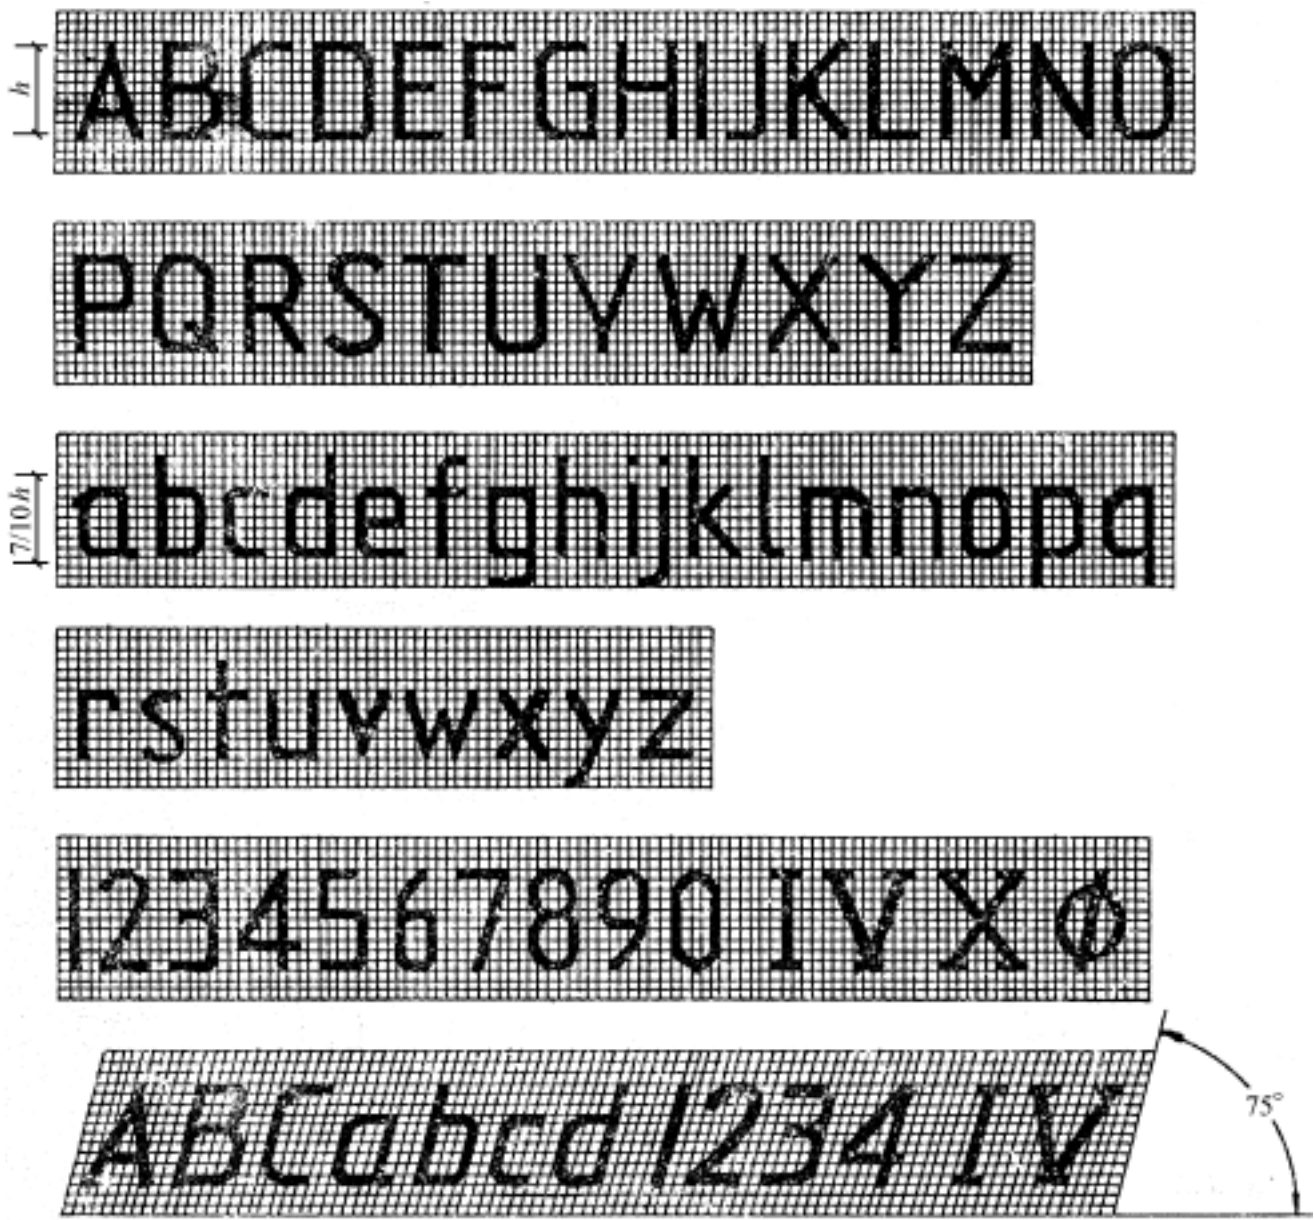 h
ABCDEFGHIJKLMNO
PQRSTUVWXYZ
7/10h
abcdefghijklmnopq
rstuvwxyz
1234567890 I V X Φ
ABCabcd1234 IV
75°